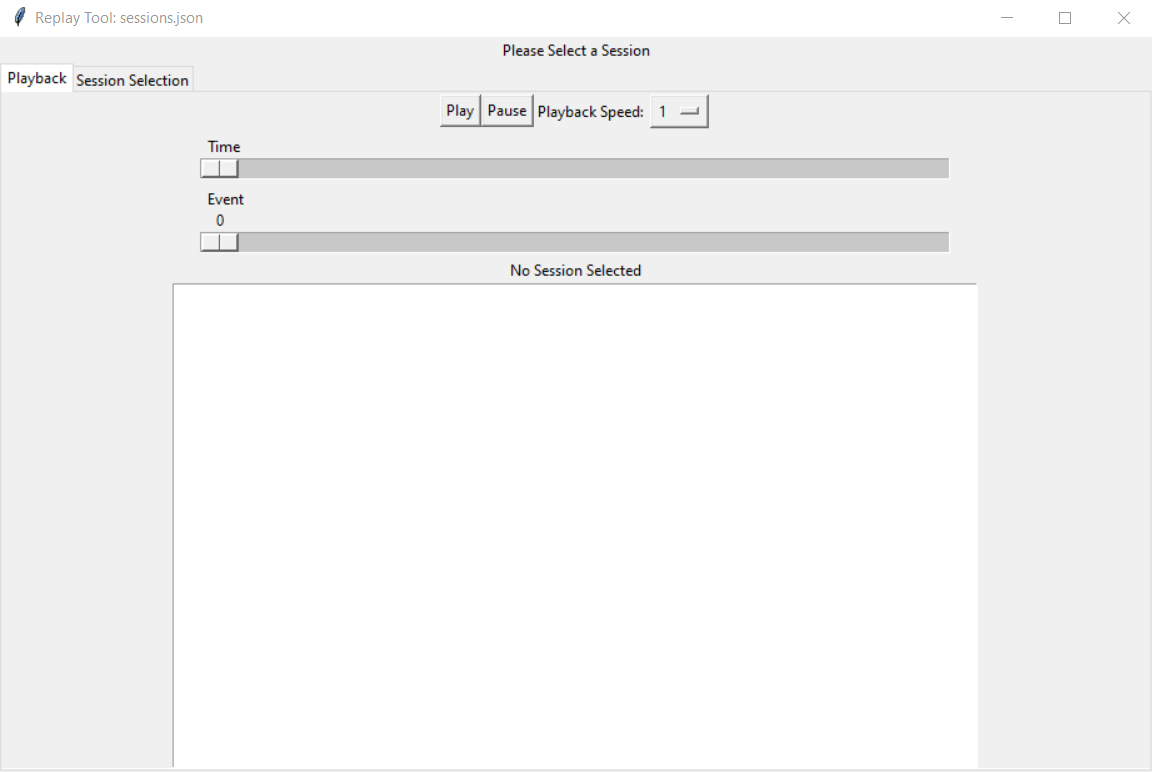 Replay Tool: sessions.json
Please Select a Session
Playback Session Selection
Play Pause Playback Speed: 1
Time
Event
0
No Session Selected